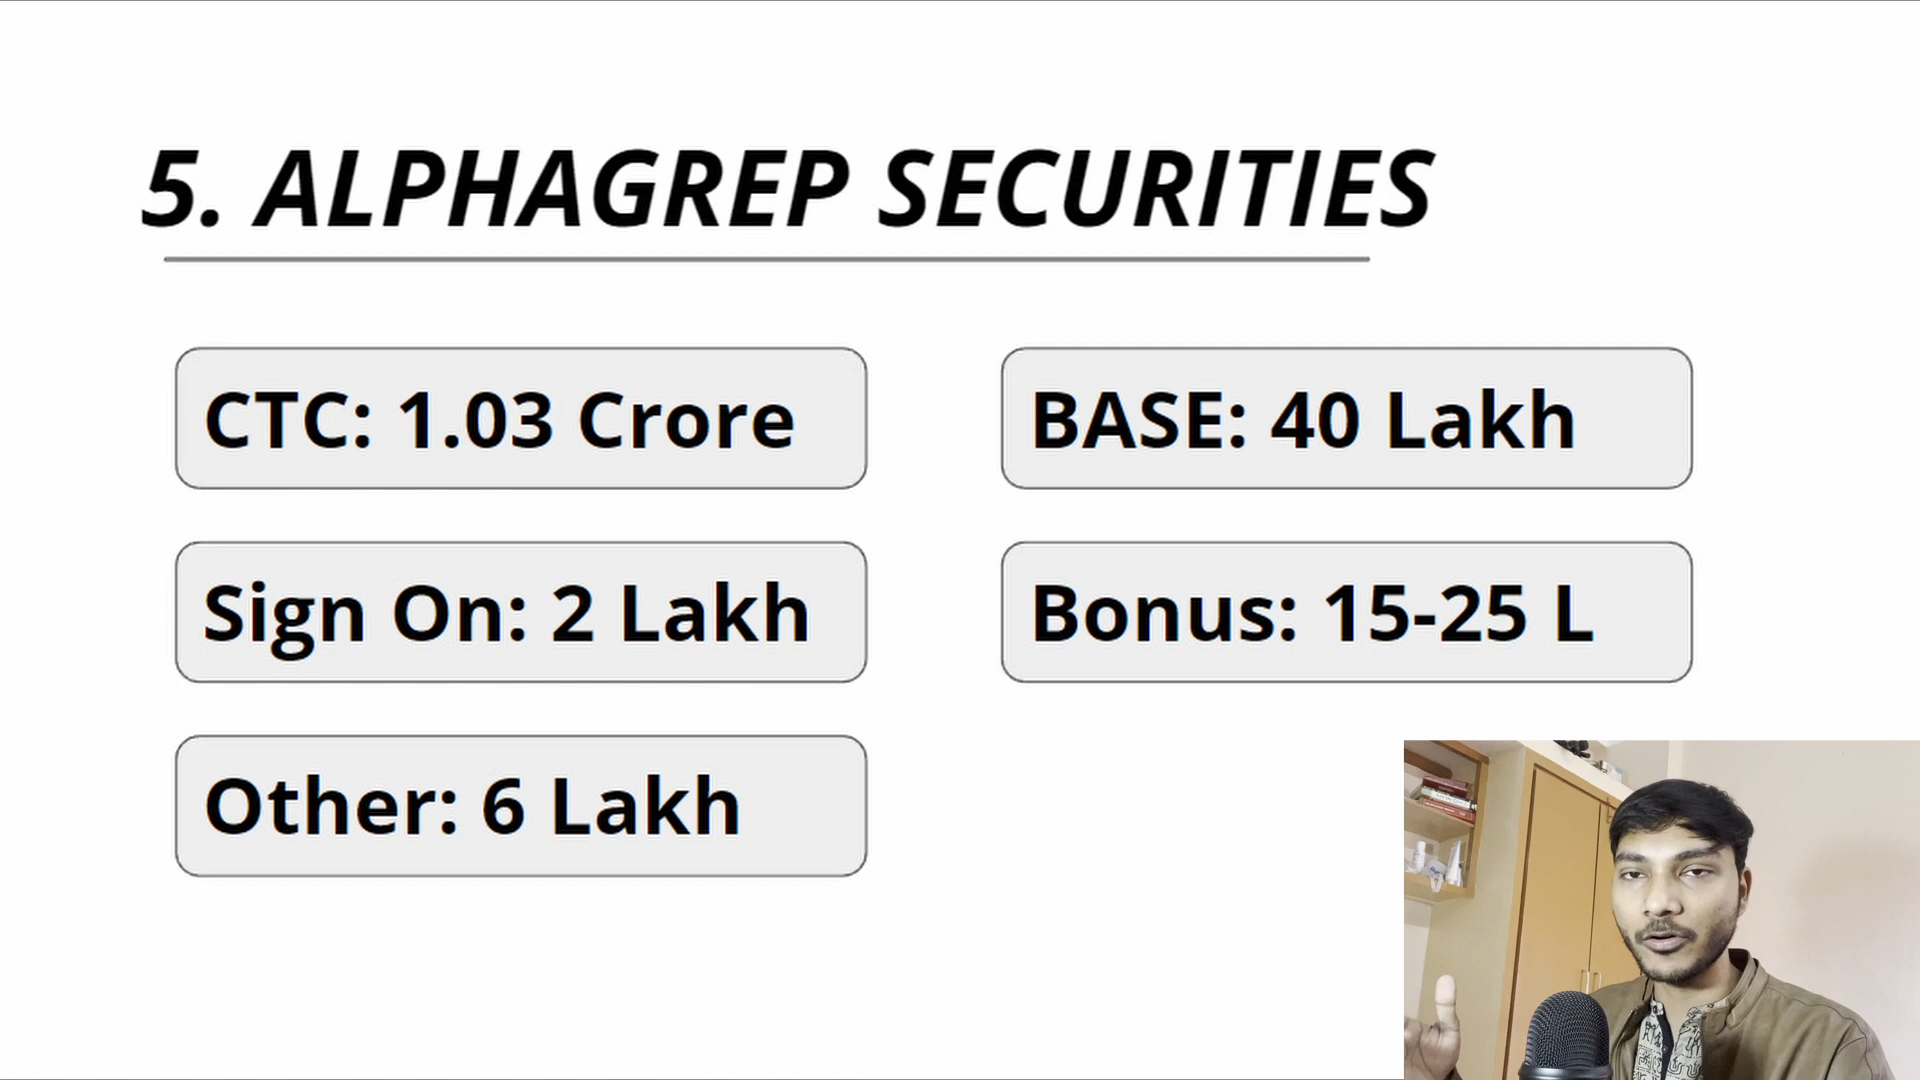 5. ALPHAGREP SECURITIES
CTC: 1.03 Crore
BASE: 40 Lakh
Sign On: 2 Lakh
Bonus: 15-25 L
Other: 6 Lakh